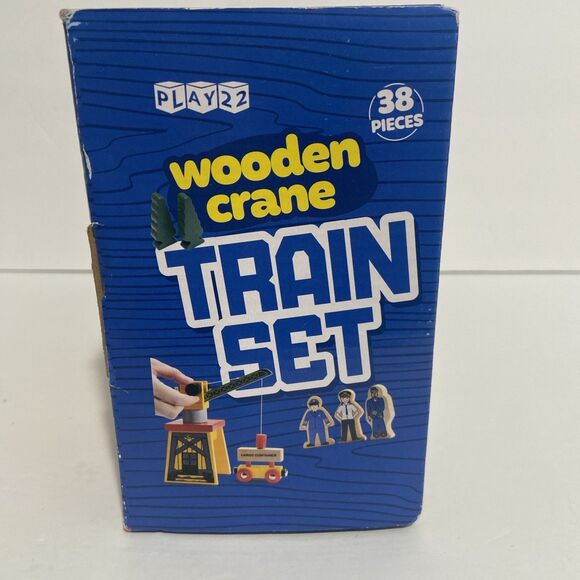 PLAY22
38
PIECES
wooden
crane
TRAIN
SET
CARGO CONTAINER